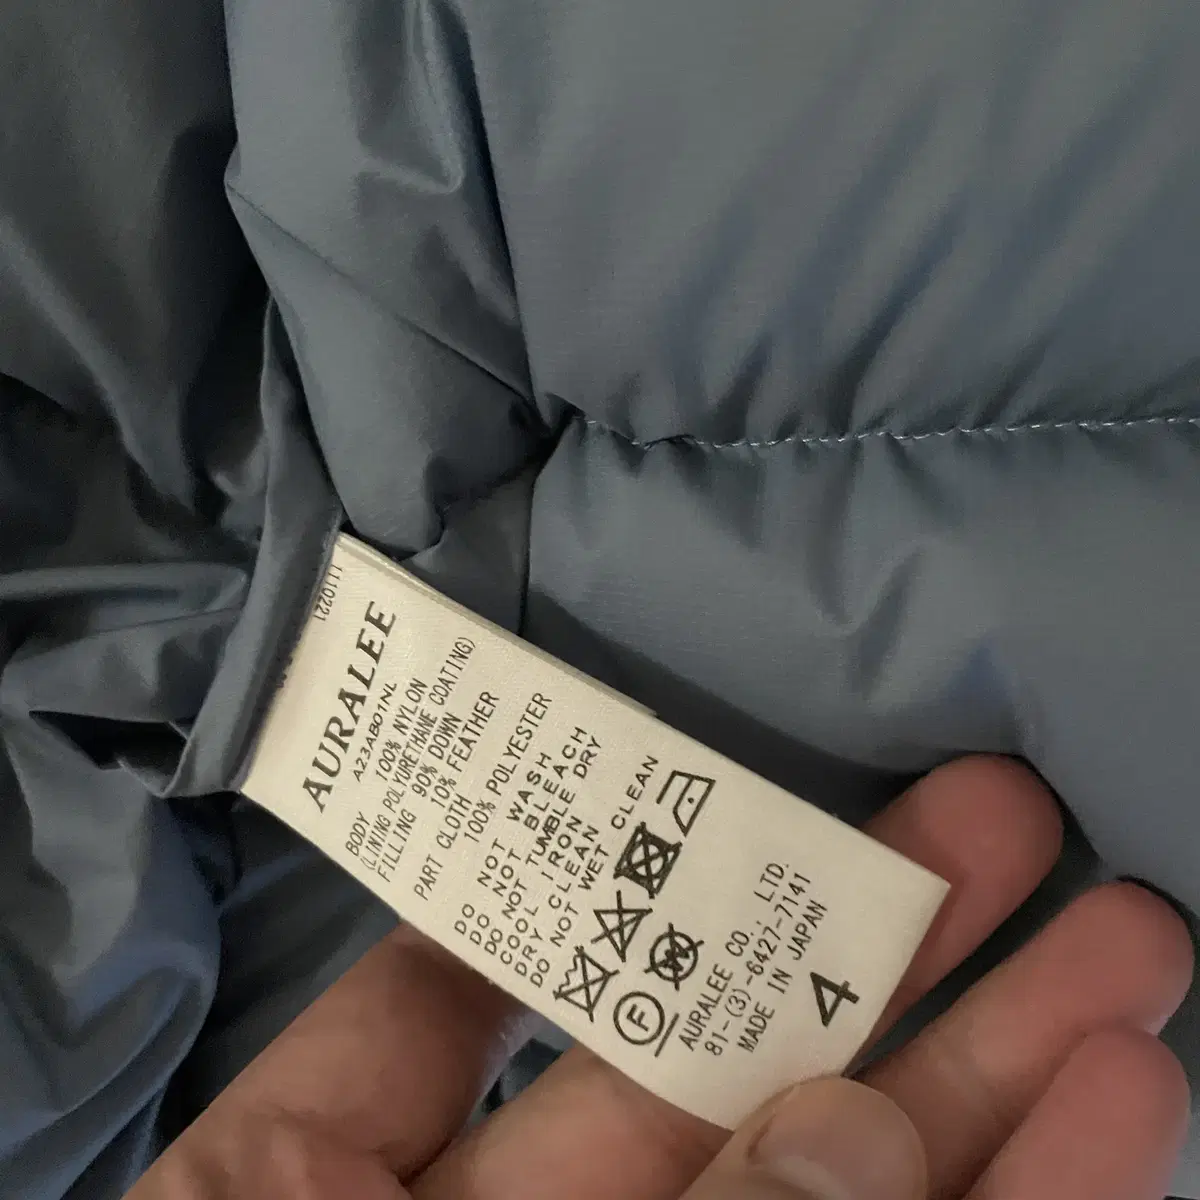 1110221
AURALEE
A23AB01NL
BODY 100% NYLON
(LINING POLYURETHANE COATING)
FILLING 90% DOWN
10% FEATHER
PART CLOTH
100% POLYESTER
DO NOT WASH
DO NOT BLEACH
DO NOT TUMBLE DRY
COOL IRON
DRY CLEAN
DO NOT WET CLEAN
W
F
AURALEE CO., LTD.
81-(3)-6427-7141
MADE IN JAPAN
4